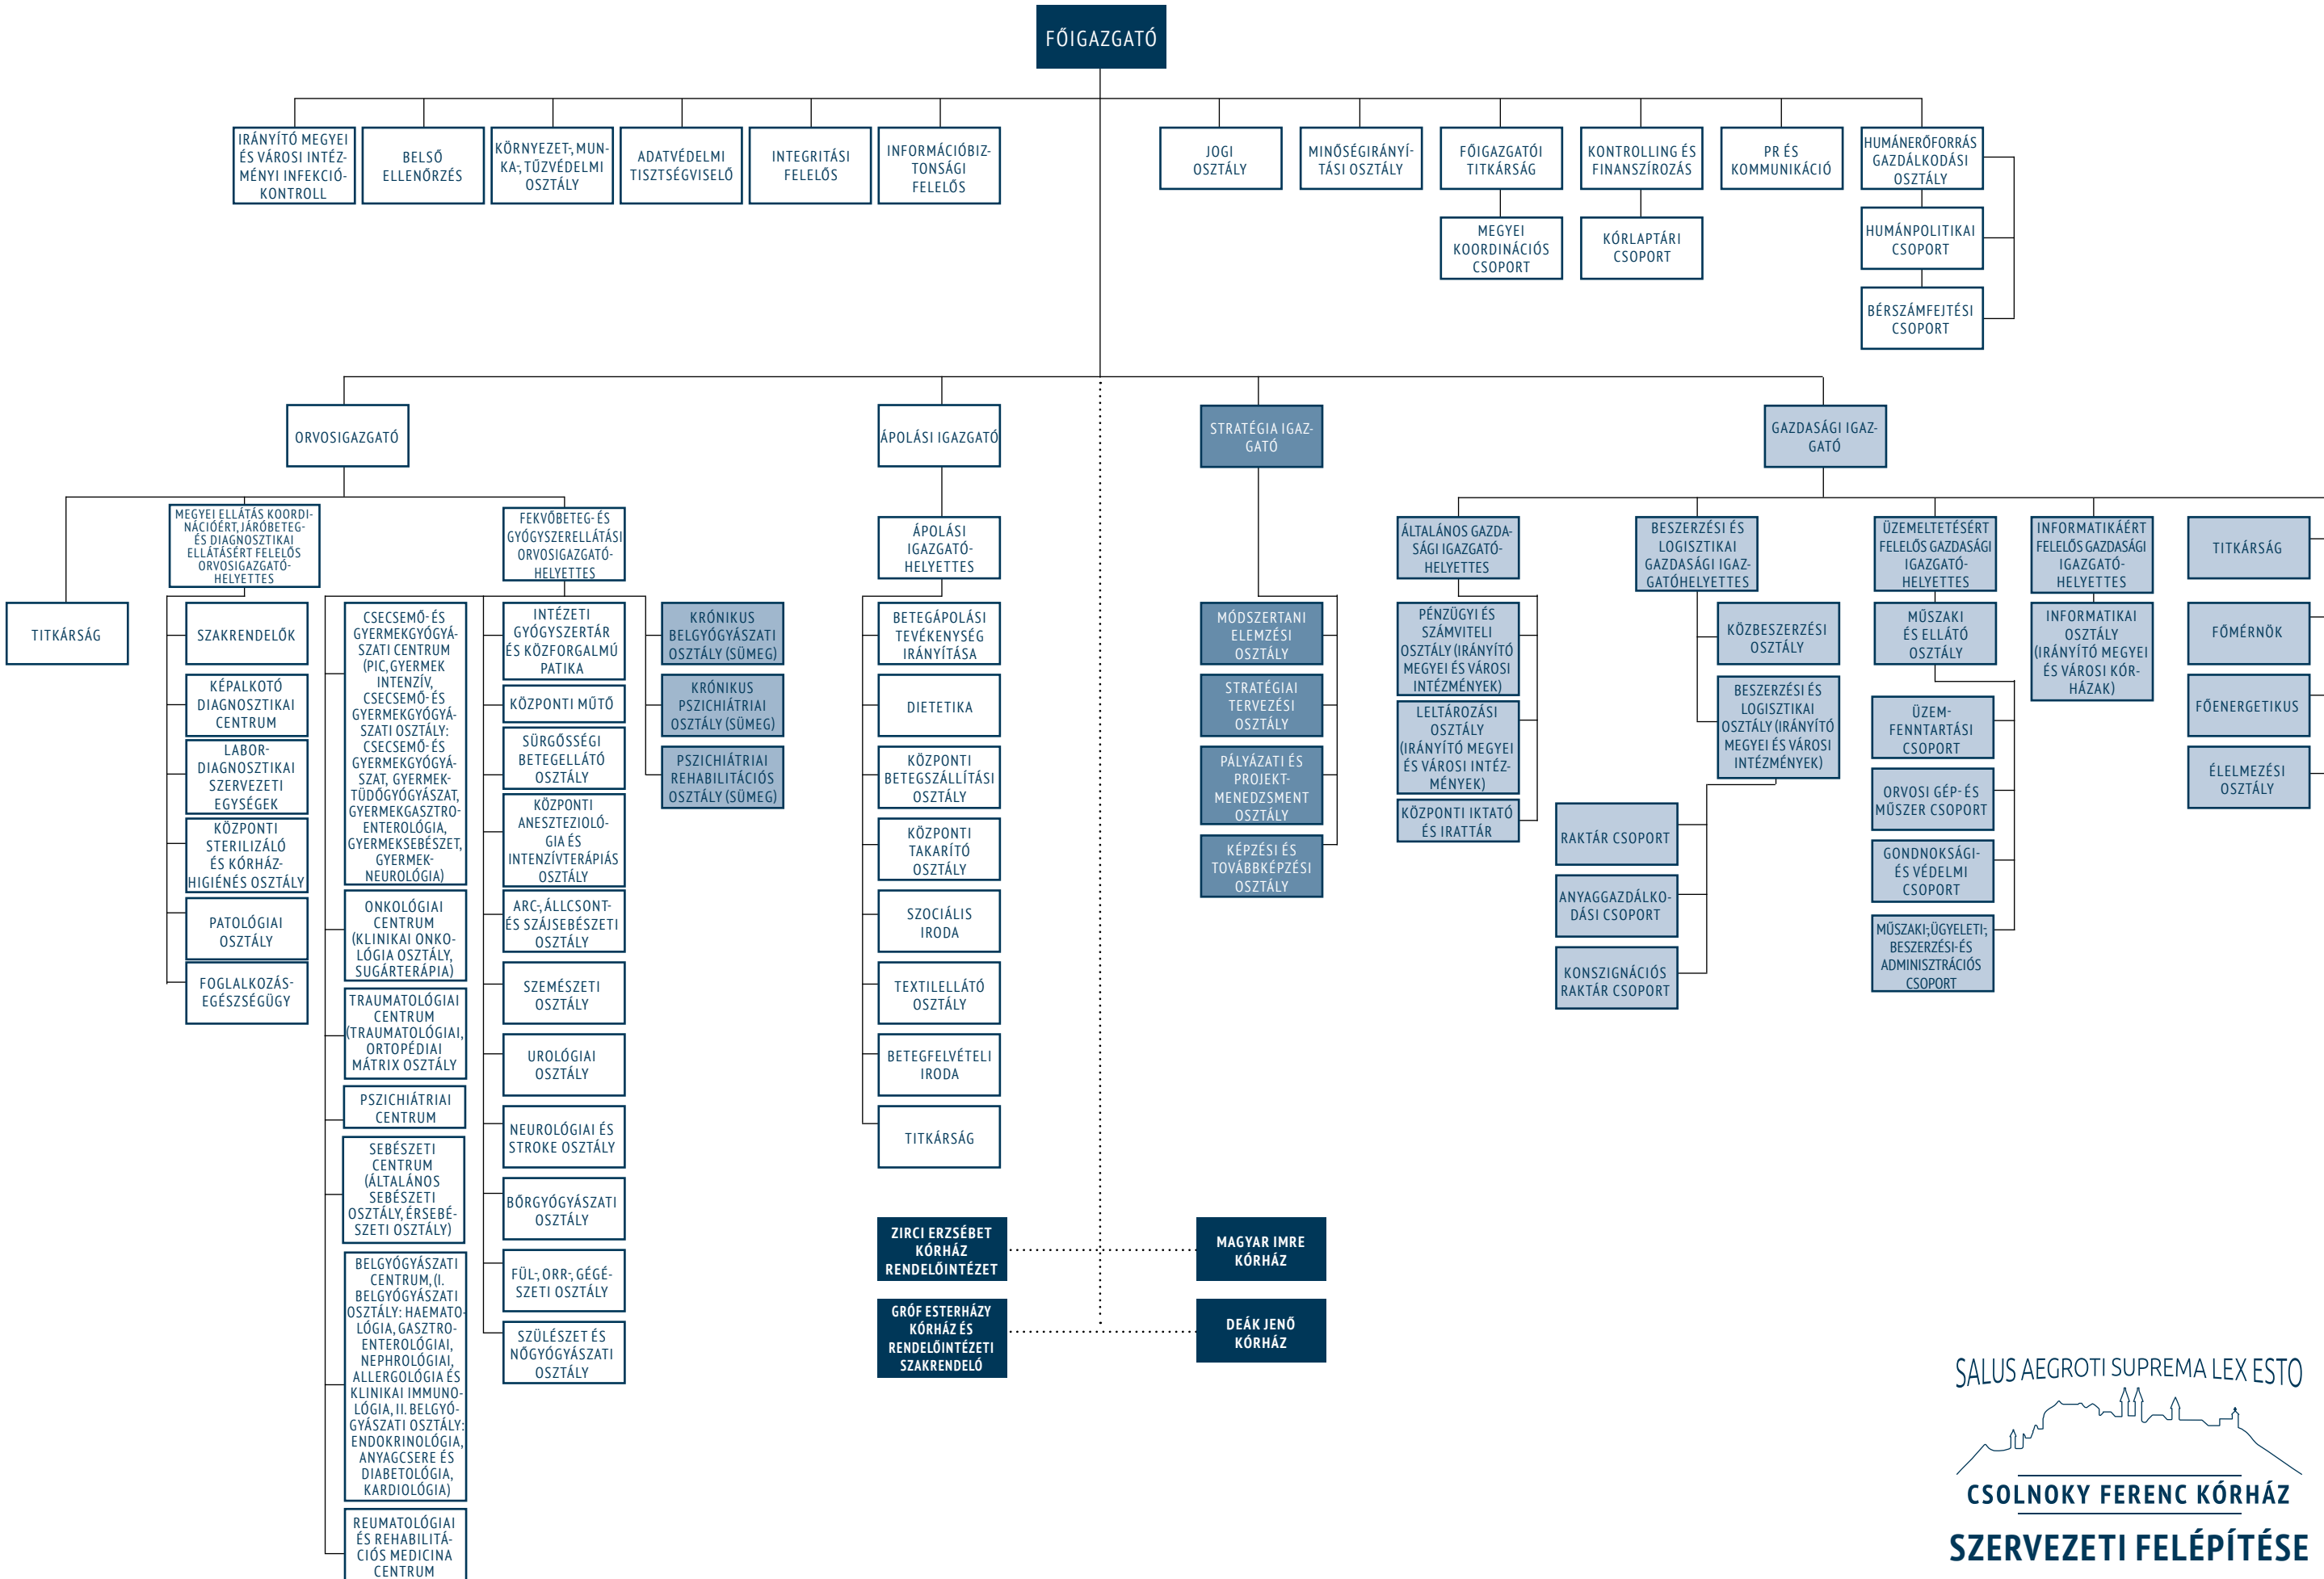 FŐIGAZGATÓ
IRÁNYÍTÓ MEGYEI
ÉS VÁROSI INTÉZ-
MÉNYI INFEKCIÓ-
KONTROLL
BELSŐ
ELLENŐRZÉS
KÖRNYEZET-, MUN-
KA-, TŰZVÉDELMI
OSZTÁLY
ADATVÉDELMI
TISZTSÉGVISELŐ
INTEGRITÁSI
FELELŐS
INFORMÁCIÓBIZ-
TONSÁGI
FELELŐS
JOGI
OSZTÁLY
MINŐSÉGIRÁNYÍ-
TÁSI OSZTÁLY
FŐIGAZGATÓI
TITKÁRSÁG
KONTROLLING ÉS
FINANSZÍROZÁS
PR ÉS
KOMMUNIKÁCIÓ
HUMÁNERŐFORRÁS
GAZDÁLKODÁSI
OSZTÁLY
MEGYEI
KOORDINÁCIÓS
CSOPORT
KÓRLAPTÁRI
CSOPORT
HUMÁNPOLITIKAI
CSOPORT
BÉRSZÁMFEJTÉSI
CSOPORT
ORVOSIGAZGATÓ
ÁPOLÁSI IGAZGATÓ
STRATÉGIA IGAZ-
GATÓ
GAZDASÁGI IGAZ-
GATÓ
TITKÁRSÁG
MEGYEI ELLÁTÁS KOORDI-
NÁCIÓÉRT, JÁRÓBETEG-
ÉS DIAGNOSZTIKAI
ELLÁTÁSÉRT FELELŐS
ORVOSIGAZGATÓ-
HELYETTES
SZAKRENDELŐK
KÉPALKOTÓ
DIAGNOSZTIKAI
CENTRUM
LABOR-
DIAGNOSZTIKAI
SZERVEZETI
EGYSÉGEK
KÖZPONTI
STERILIZÁLÓ
ÉS KÓRHÁZ-
HIGIÉNÉS OSZTÁLY
PATOLÓGIAI
OSZTÁLY
FOGLALKOZÁS-
EGÉSZSÉGÜGY
FEKVŐBETEG- ÉS
GYÓGYSZERELLÁTÁSI
ORVOSIGAZGATÓ-
HELYETTES
CSECSEMŐ- ÉS
GYERMEKGYÓGYÁ-
SZATI CENTRUM
(PIC, GYERMEK
INTENZÍV,
CSECSEMŐ- ÉS
GYERMEKGYÓGYÁ-
SZATI OSZTÁLY:
CSECSEMŐ- ÉS
GYERMEKGYÓGYÁ-
SZAT, GYERMEK-
TÜDŐGYÓGYÁSZAT,
GYERMEKGASZTRO-
ENTEROLÓGIA,
GYERMEKSEBÉSZET,
GYERMEK-
NEUROLÓGIA)
ONKOLÓGIAI
CENTRUM
(KLINIKAI ONKO-
LÓGIA OSZTÁLY,
SUGÁRTERÁPIA)
TRAUMATOLÓGIAI
CENTRUM
(TRAUMATOLÓGIAI,
ORTOPÉDIAI
MÁTRIX OSZTÁLY
PSZICHIÁTRIAI
CENTRUM
SEBÉSZETI
CENTRUM
(ÁLTALÁNOS
SEBÉSZETI
OSZTÁLY, ÉRSEBÉ-
SZETI OSZTÁLY)
BELGYÓGYÁSZATI
CENTRUM, (I.
BELGYÓGYÁSZATI
OSZTÁLY: HAEMATO-
LÓGIA, GASZTRO-
ENTEROLÓGIAI,
NEPHROLÓGIAI,
ALLERGOLÓGIA ÉS
KLINIKAI IMMUNO-
LÓGIA, II. BELGYÓ-
GYÁSZATI OSZTÁLY:
ENDOKRINOLÓGIA,
ANYAGCSERE ÉS
DIABETOLÓGIA,
KARDIOLÓGIA)
REUMATOLÓGIAI
ÉS REHABILITÁ-
CIÓS MEDICINA
CENTRUM
INTÉZETI
GYÓGYSZERTÁR
ÉS KÖZFORGALMÚ
PATIKA
KÖZPONTI MŰTŐ
SÜRGŐSSÉGI
BETEGELLÁTÓ
OSZTÁLY
KÖZPONTI
ANESZTEZIOLÓ-
GIA ÉS
INTENZÍVTERÁPIÁS
OSZTÁLY
ARC-, ÁLLCSONT-
ÉS SZÁJSEBÉSZETI
OSZTÁLY
SZEMÉSZETI
OSZTÁLY
UROLÓGIAI
OSZTÁLY
NEUROLÓGIAI ÉS
STROKE OSZTÁLY
BŐRGYÓGYÁSZATI
OSZTÁLY
FÜL-, ORR-, GÉGÉ-
SZETI OSZTÁLY
SZÜLÉSZET ÉS
NŐGYÓGYÁSZATI
OSZTÁLY
KRÓNIKUS
BELGYÓGYÁSZATI
OSZTÁLY (SÜMEG)
KRÓNIKUS
PSZICHIÁTRIAI
OSZTÁLY (SÜMEG)
PSZICHIÁTRIAI
REHABILITÁCIÓS
OSZTÁLY (SÜMEG)
ÁPOLÁSI
IGAZGATÓ-
HELYETTES
BETEGÁPOLÁSI
TEVÉKENYSÉG
IRÁNYÍTÁSA
DIETETIKA
KÖZPONTI
BETEGSZÁLLÍTÁSI
OSZTÁLY
KÖZPONTI
TAKARÍTÓ
OSZTÁLY
SZOCIÁLIS
IRODA
TEXTILELLÁTÓ
OSZTÁLY
BETEGFELVÉTELI
IRODA
TITKÁRSÁG
MÓDSZERTANI
ELEMZÉSI
OSZTÁLY
STRATÉGIAI
TERVEZÉSI
OSZTÁLY
PÁLYÁZATI ÉS
PROJEKT-
MENEDZSMENT
OSZTÁLY
KÉPZÉSI ÉS
TOVÁBBKÉPZÉSI
OSZTÁLY
ÁLTALÁNOS GAZDA-
SÁGI IGAZGATÓ-
HELYETTES
PÉNZÜGYI ÉS
SZÁMVITELI
OSZTÁLY (IRÁNYÍTÓ
MEGYEI ÉS VÁROSI
INTÉZMÉNYEK)
LELTÁROZÁSI
OSZTÁLY
(IRÁNYÍTÓ MEGYEI
ÉS VÁROSI INTÉZ-
MÉNYEK)
KÖZPONTI IKTATÓ
ÉS IRATTÁR
BESZERZÉSI ÉS
LOGISZTIKAI
GAZDASÁGI IGAZ-
GATÓHELYETTES
KÖZBESZERZÉSI
OSZTÁLY
BESZERZÉSI ÉS
LOGISZTIKAI
OSZTÁLY (IRÁNYÍTÓ
MEGYEI ÉS VÁROSI
INTÉZMÉNYEK)
RAKTÁR CSOPORT
ANYAGGAZDÁLKO-
DÁSI CSOPORT
KONSZIGNÁCIÓS
RAKTÁR CSOPORT
ÜZEMELTETÉSÉRT
FELELŐS GAZDASÁGI
IGAZGATÓ-
HELYETTES
MŰSZAKI
ÉS ELLÁTÓ
OSZTÁLY
ÜZEM-
FENNTARTÁSI
CSOPORT
ORVOSI GÉP- ÉS
MŰSZER CSOPORT
GONDNOKSÁGI-
ÉS VÉDELMI
CSOPORT
MŰSZAKI-,ÜGYELETI-,
BESZERZÉSI- ÉS
ADMINISZTRÁCIÓS
CSOPORT
INFORMATIKÁÉRT
FELELŐS GAZDASÁGI
IGAZGATÓ-
HELYETTES
INFORMATIKAI
OSZTÁLY
(IRÁNYÍTÓ MEGYEI
ÉS VÁROSI KÓR-
HÁZAK)
TITKÁRSÁG
FŐMÉRNÖK
FŐENERGETIKUS
ÉLELMEZÉSI
OSZTÁLY
ZIRCI ERZSÉBET
KÓRHÁZ
RENDELŐINTÉZET
MAGYAR IMRE
KÓRHÁZ
GRÓF ESTERHÁZY
KÓRHÁZ ÉS
RENDELŐINTÉZETI
SZAKRENDELŐ
DEÁK JENŐ
KÓRHÁZ
SALUS AEGROTI SUPREMA LEX ESTO
CSOLNOKY FERENC KÓRHÁZ
SZERVEZETI FELÉPÍTÉSE